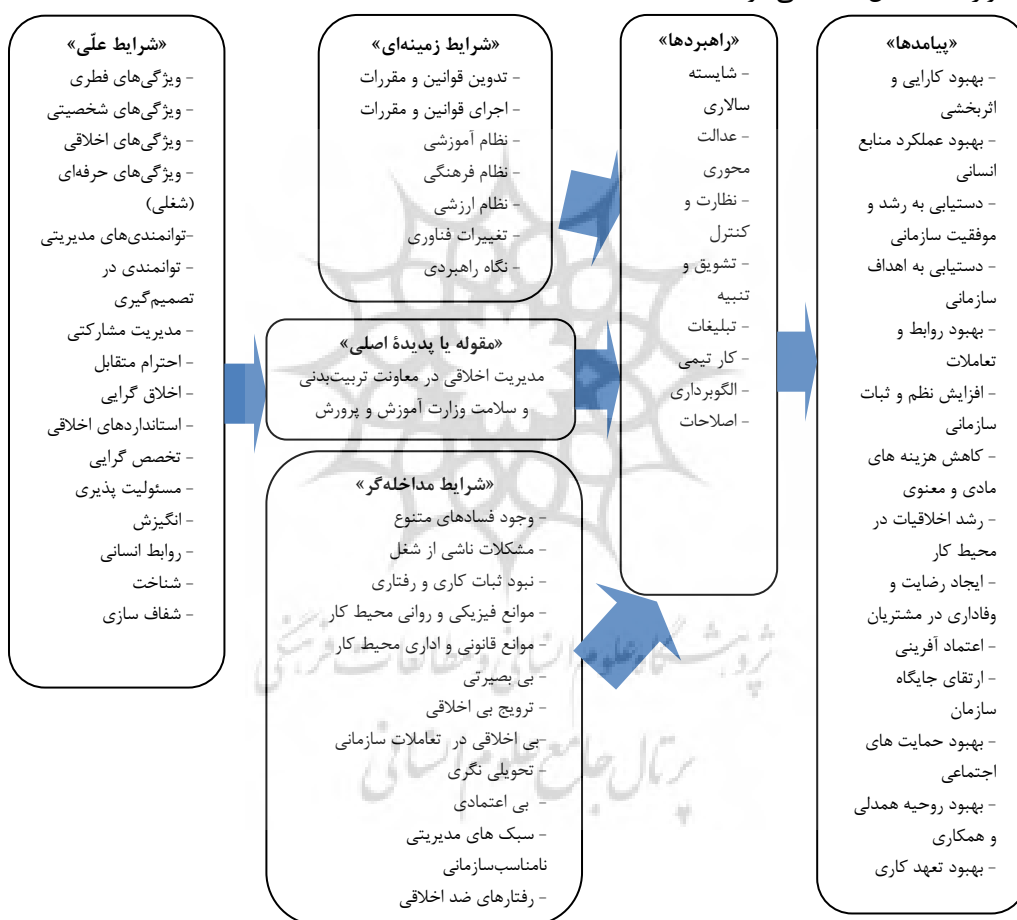 «شرایط علّی»
- ویژگی‌های فطری
- ویژگی‌های شخصیتی
- ویژگی‌های اخلاقی
- ویژگی‌های حرفه‌ای
(شغلی)
-توانمندی‌های مدیریتی
- توانمندی در
تصمیم‌گیری
- مدیریت مشارکتی
- احترام متقابل
- اخلاق گرایی
- استانداردهای اخلاقی
- تخصص گرایی
- مسئولیت پذیری
- انگیزش
- روابط انسانی
- شناخت
- شفاف سازی
«شرایط زمینه‌ای»
- تدوین قوانین و مقررات
- اجرای قوانین و مقررات
- نظام آموزشی
- نظام فرهنگی
- نظام ارزشی
- تغییرات فناوری
- نگاه راهبردی
«مقوله یا پدیدهٔ اصلی»
مدیریت اخلاقی در معاونت تربیت‌بدنی
و سلامت وزارت آموزش و پرورش
«شرایط مداخله‌گر»
- وجود فسادهای متنوع
- مشکلات ناشی از شغل
- نبود ثبات کاری و رفتاری
- موانع فیزیکی و روانی محیط کار
- موانع قانونی و اداری محیط کار
- بی بصیرتی
- ترویج بی اخلاقی
-بی اخلاقی در تعاملات سازمانی
- تحویلی نگری
- بی اعتمادی
- سبک های مدیریتی
نامناسب‌سازمانی
- رفتارهای ضد اخلاقی
«راهبردها»
- شایسته
سالاری
- عدالت
محوری
- نظارت و
کنترل
- تشویق و
تنبیه
- تبلیغات
- کار تیمی
- الگوبرداری
- اصلاحات
«پیامدها»
- بهبود کارایی و
اثربخشی
- بهبود عملکرد منابع
انسانی
- دستیابی به رشد و
موفقیت سازمانی
- دستیابی به اهداف
سازمانی
- بهبود روابط و
تعاملات
- افزایش نظم و ثبات
سازمانی
- کاهش هزینه های
مادی و معنوی
- رشد اخلاقیات در
محیط کار
- ایجاد رضایت و
وفاداری در مشتریان
- اعتماد آفرینی
- ارتقای جایگاه
سازمان
- بهبود حمایت های
اجتماعی
- بهبود روحیه همدلی
و همکاری
- بهبود تعهد کاری
پژوهشگاه علوم انسانی و مطالعات فرهنگی
پرتال جامع علوم انسانی